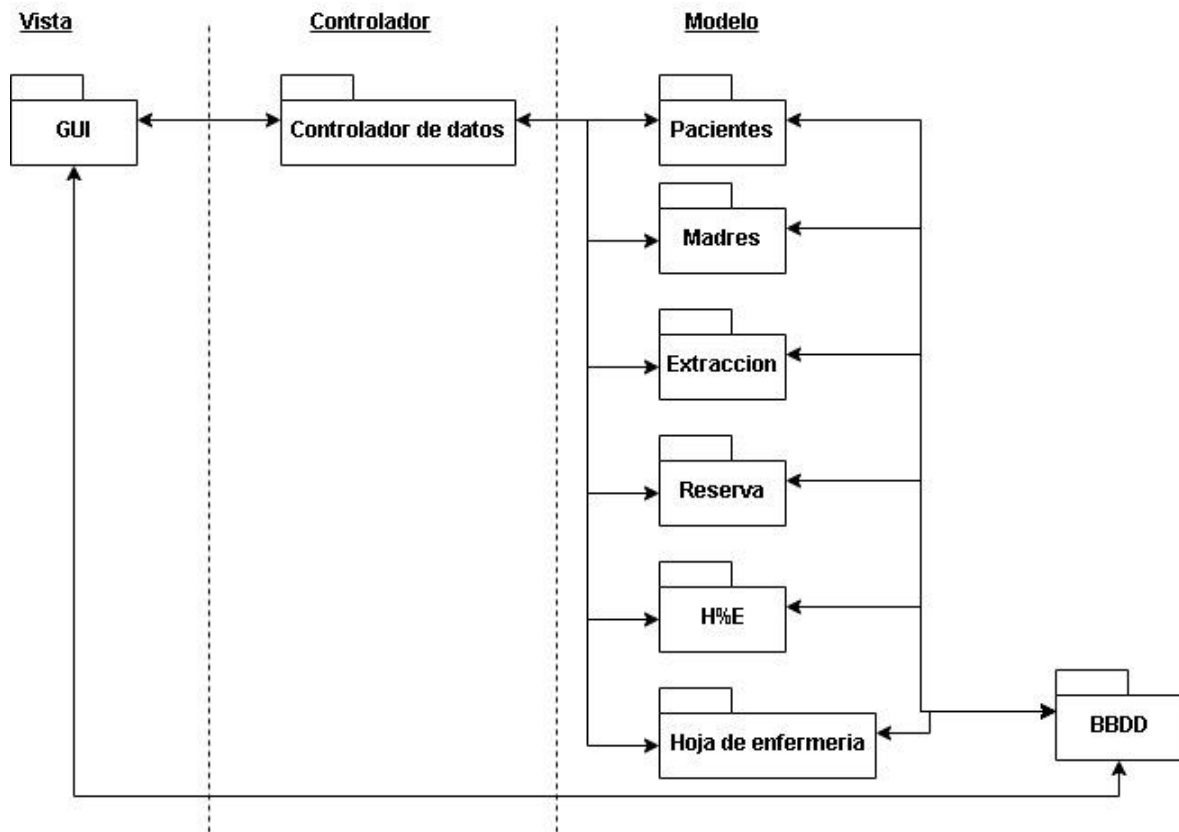 Vista
Controlador
Modelo
GUI
Controlador de datos
Pacientes
Madres
Extraccion
Reserva
H%E
Hoja de enfermeria
BBDD